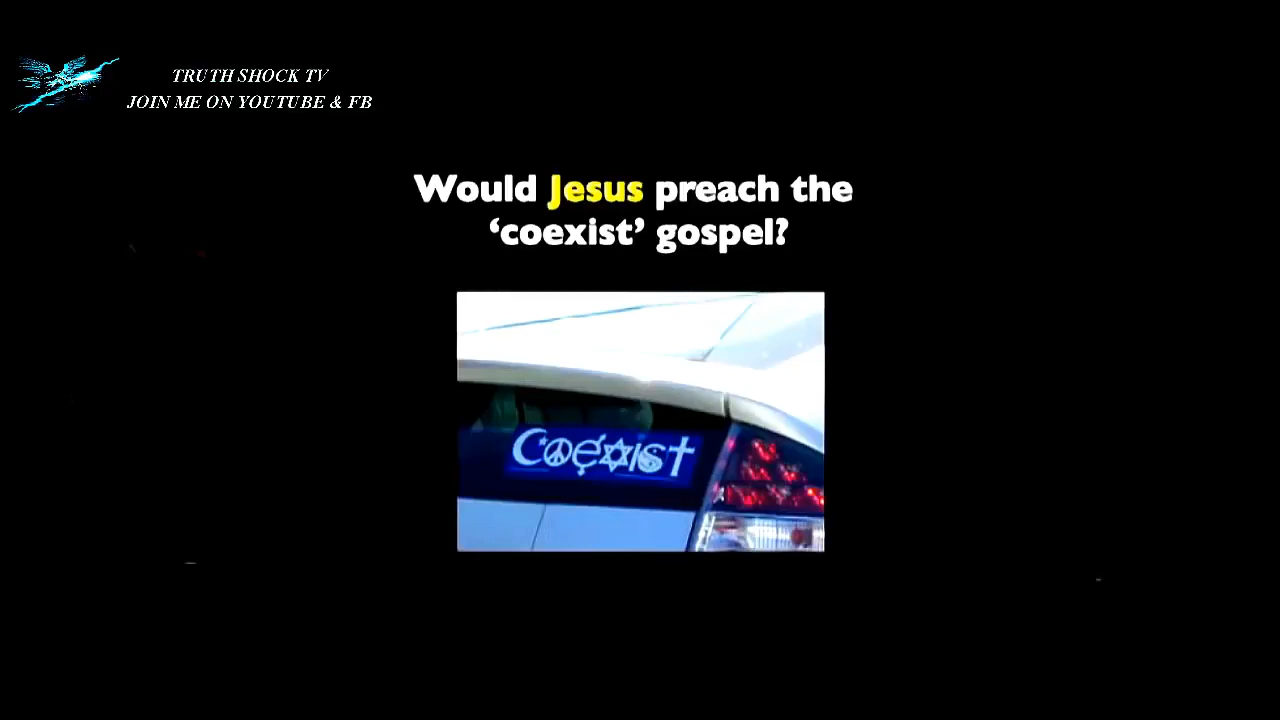 TRUTH SHOCK TV
JOIN ME ON YOUTUBE & FB
Would Jesus preach the
‘coexist’ gospel?
Coexist